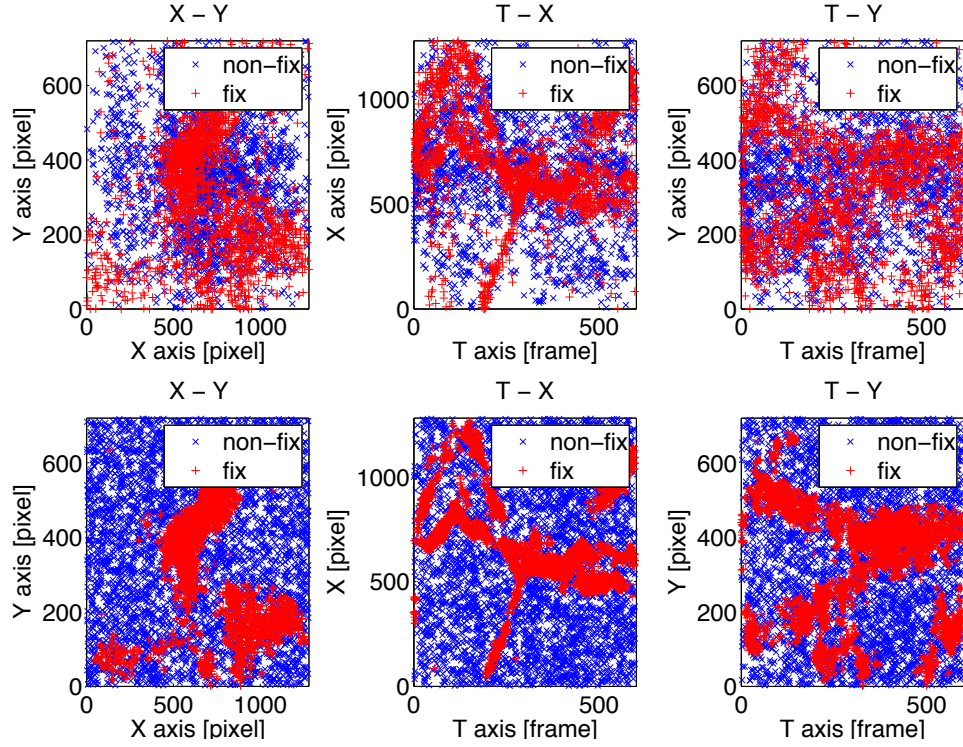 X – Y
T – X
T – Y
non-fix
fix
non-fix
fix
non-fix
fix
Y axis [pixel]
0
200
400
600
X axis [pixel]
0
500
1000
Y axis [pixel]
0
200
400
600
0 500 1000
X axis [pixel]
0 500
T axis [frame]
0 500
T axis [frame]
X – Y
T – X
T – Y
non-fix
fix
non-fix
fix
non-fix
fix
Y axis [pixel]
0
200
400
600
X [pixel]
0
500
1000
Y [pixel]
0
200
400
600
0 500 1000
X axis [pixel]
0 500
T axis [frame]
0 500
T axis [frame]